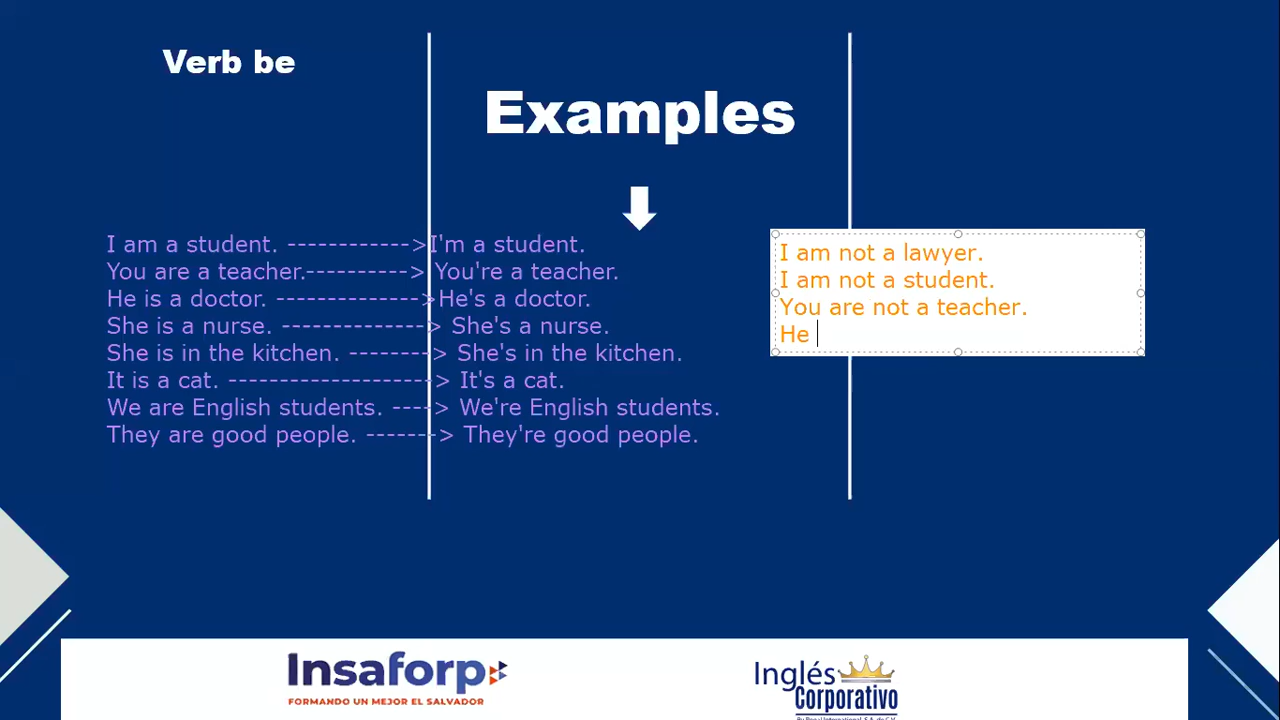 Verb be
Examples
I am a student. ------------>I'm a student.
You are a teacher.----------> You're a teacher.
He is a doctor. -------------->He's a doctor.
She is a nurse. --------------> She's a nurse.
She is in the kitchen. --------> She's in the kitchen.
It is a cat. --------------------> It's a cat.
We are English students. ----> We're English students.
They are good people. -------> They're good people.
I am not a lawyer.
I am not a student.
You are not a teacher.
He
Insaforp
FORMANDO UN MEJOR EL SALVADOR
Inglés
Corporativo